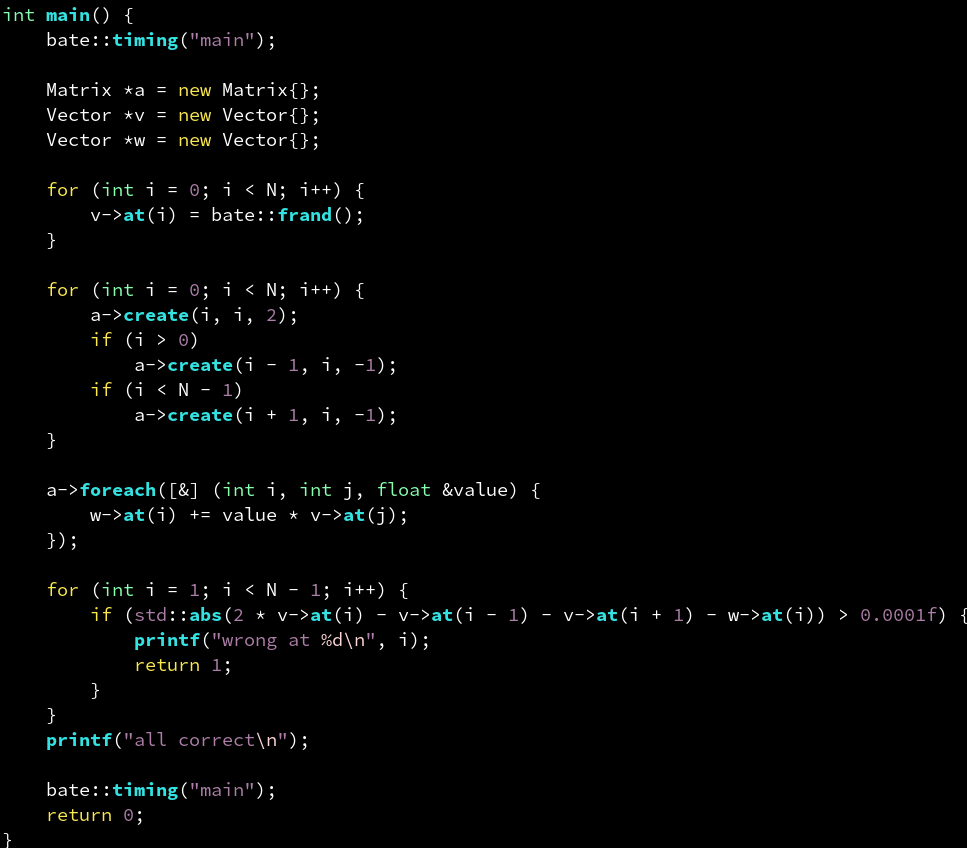 int main() {
    bate::timing("main");

    Matrix *a = new Matrix{};
    Vector *v = new Vector{};
    Vector *w = new Vector{};

    for (int i = 0; i < N; i++) {
        v->at(i) = bate::frand();
    }

    for (int i = 0; i < N; i++) {
        a->create(i, i, 2);
        if (i > 0)
            a->create(i - 1, i, -1);
        if (i < N - 1)
            a->create(i + 1, i, -1);
    }

    a->foreach([&] (int i, int j, float &value) {
        w->at(i) += value * v->at(j);
    });

    for (int i = 1; i < N - 1; i++) {
        if (std::abs(2 * v->at(i) - v->at(i - 1) - v->at(i + 1) - w->at(i)) > 0.0001f) {
            printf("wrong at %d\n", i);
            return 1;
        }
    }
    printf("all correct\n");

    bate::timing("main");
    return 0;
}